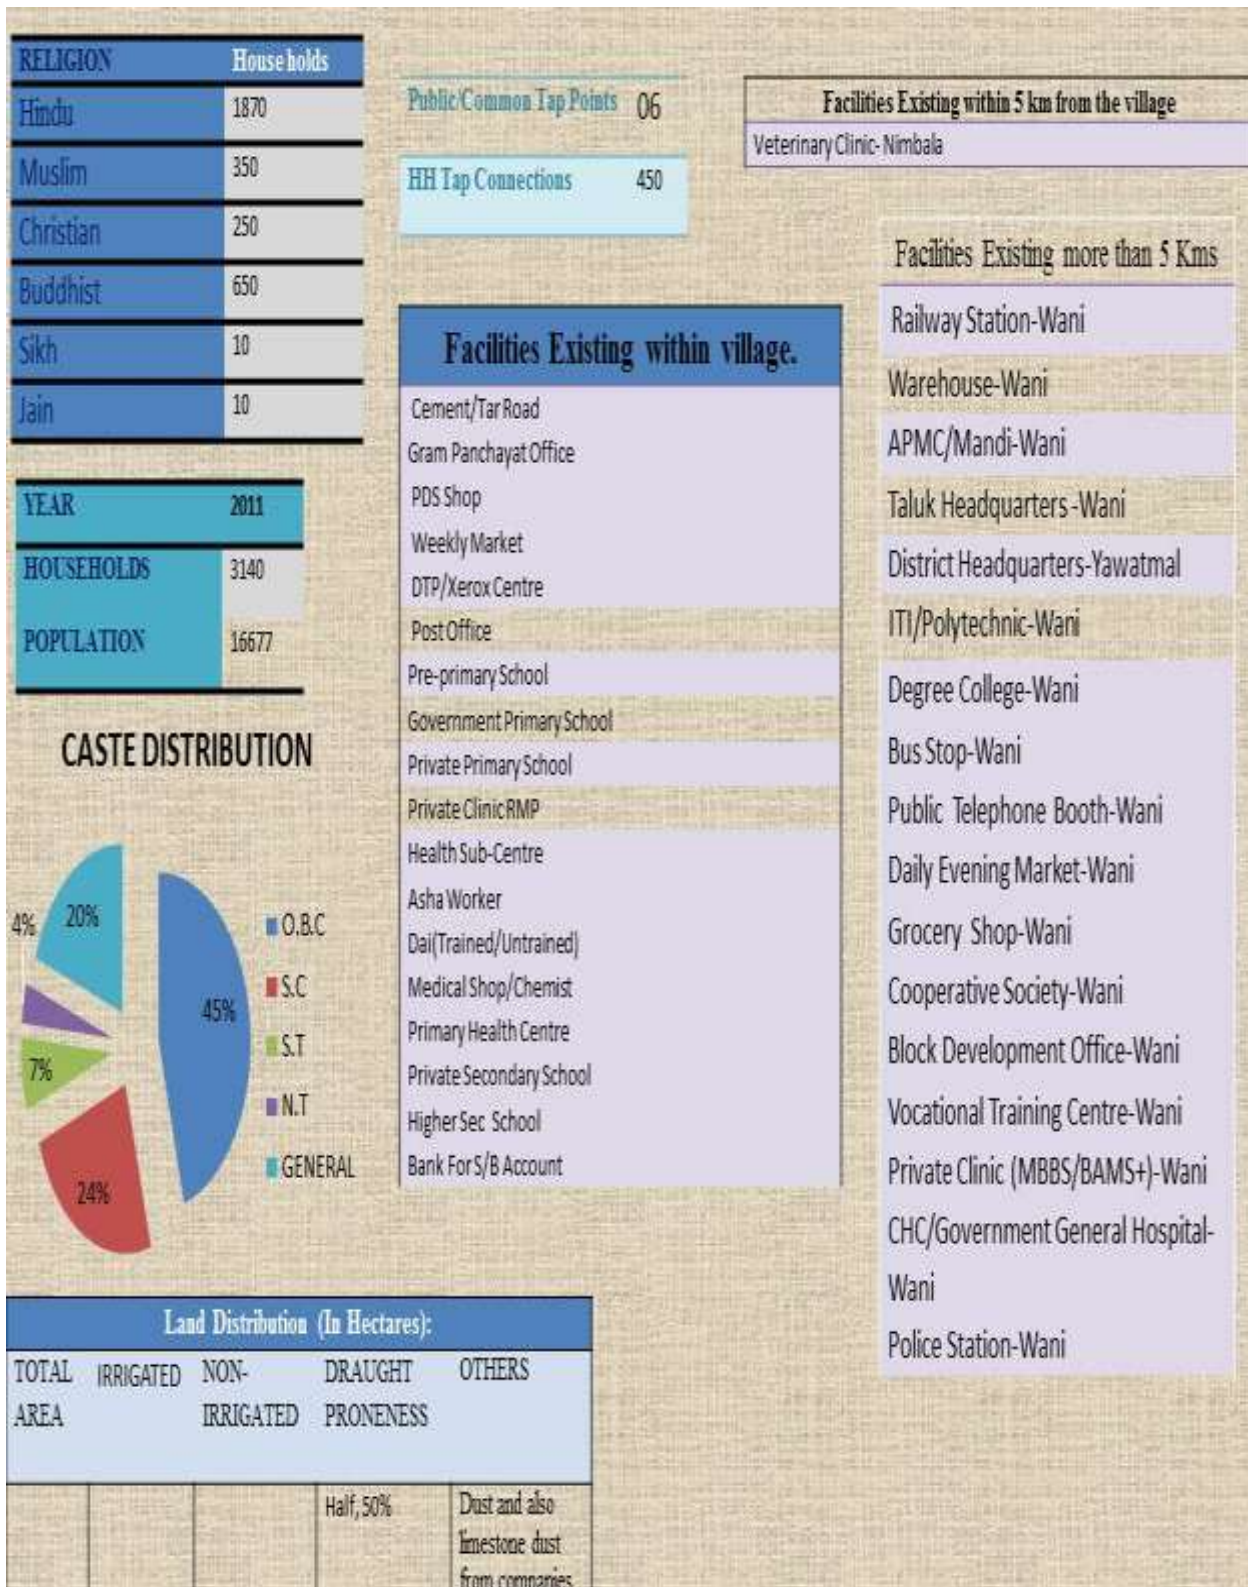 RELIGION House holds
Hindu 1870
Muslim 350
Christian 250
Buddhist 650
Sikh 10
Jain 10
YEAR 2011
HOUSEHOLDS 3140
POPULATION 16677
CASTE DISTRIBUTION
4%
20%
45%
7%
24%
O.B.C
S.C
S.T
N.T
GENERAL
Public/Common Tap Points 06
HH Tap Connections 450
Facilities Existing within village.
Cement/Tar Road
Gram Panchayat Office
PDS Shop
Weekly Market
DTP/Xerox Centre
Post Office
Pre-primary School
Government Primary School
Private Primary School
Private Clinic RMP
Health Sub-Centre
Asha Worker
Dai(Trained/Untrained)
Medical Shop/Chemist
Primary Health Centre
Private Secondary School
Higher Sec School
Bank For S/B Account
Facilities Existing within 5 km from the village
Veterinary Clinic- Nimbala
Facilities Existing more than 5 Kms
Railway Station-Wani
Warehouse-Wani
APMC/Mandi-Wani
Taluk Headquarters -Wani
District Headquarters-Yawatmal
ITI/Polytechnic-Wani
Degree College-Wani
Bus Stop-Wani
Public Telephone Booth-Wani
Daily Evening Market-Wani
Grocery Shop-Wani
Cooperative Society-Wani
Block Development Office-Wani
Vocational Training Centre-Wani
Private Clinic (MBBS/BAMS+)-Wani
CHC/Government General Hospital-
Wani
Police Station-Wani
Land Distribution (In Hectares):
TOTAL IRRIGATED NON- DRAUGHT OTHERS
AREA IRRIGATED PRONENESS
Half, 50% Dust and also
limestone dust
from companies